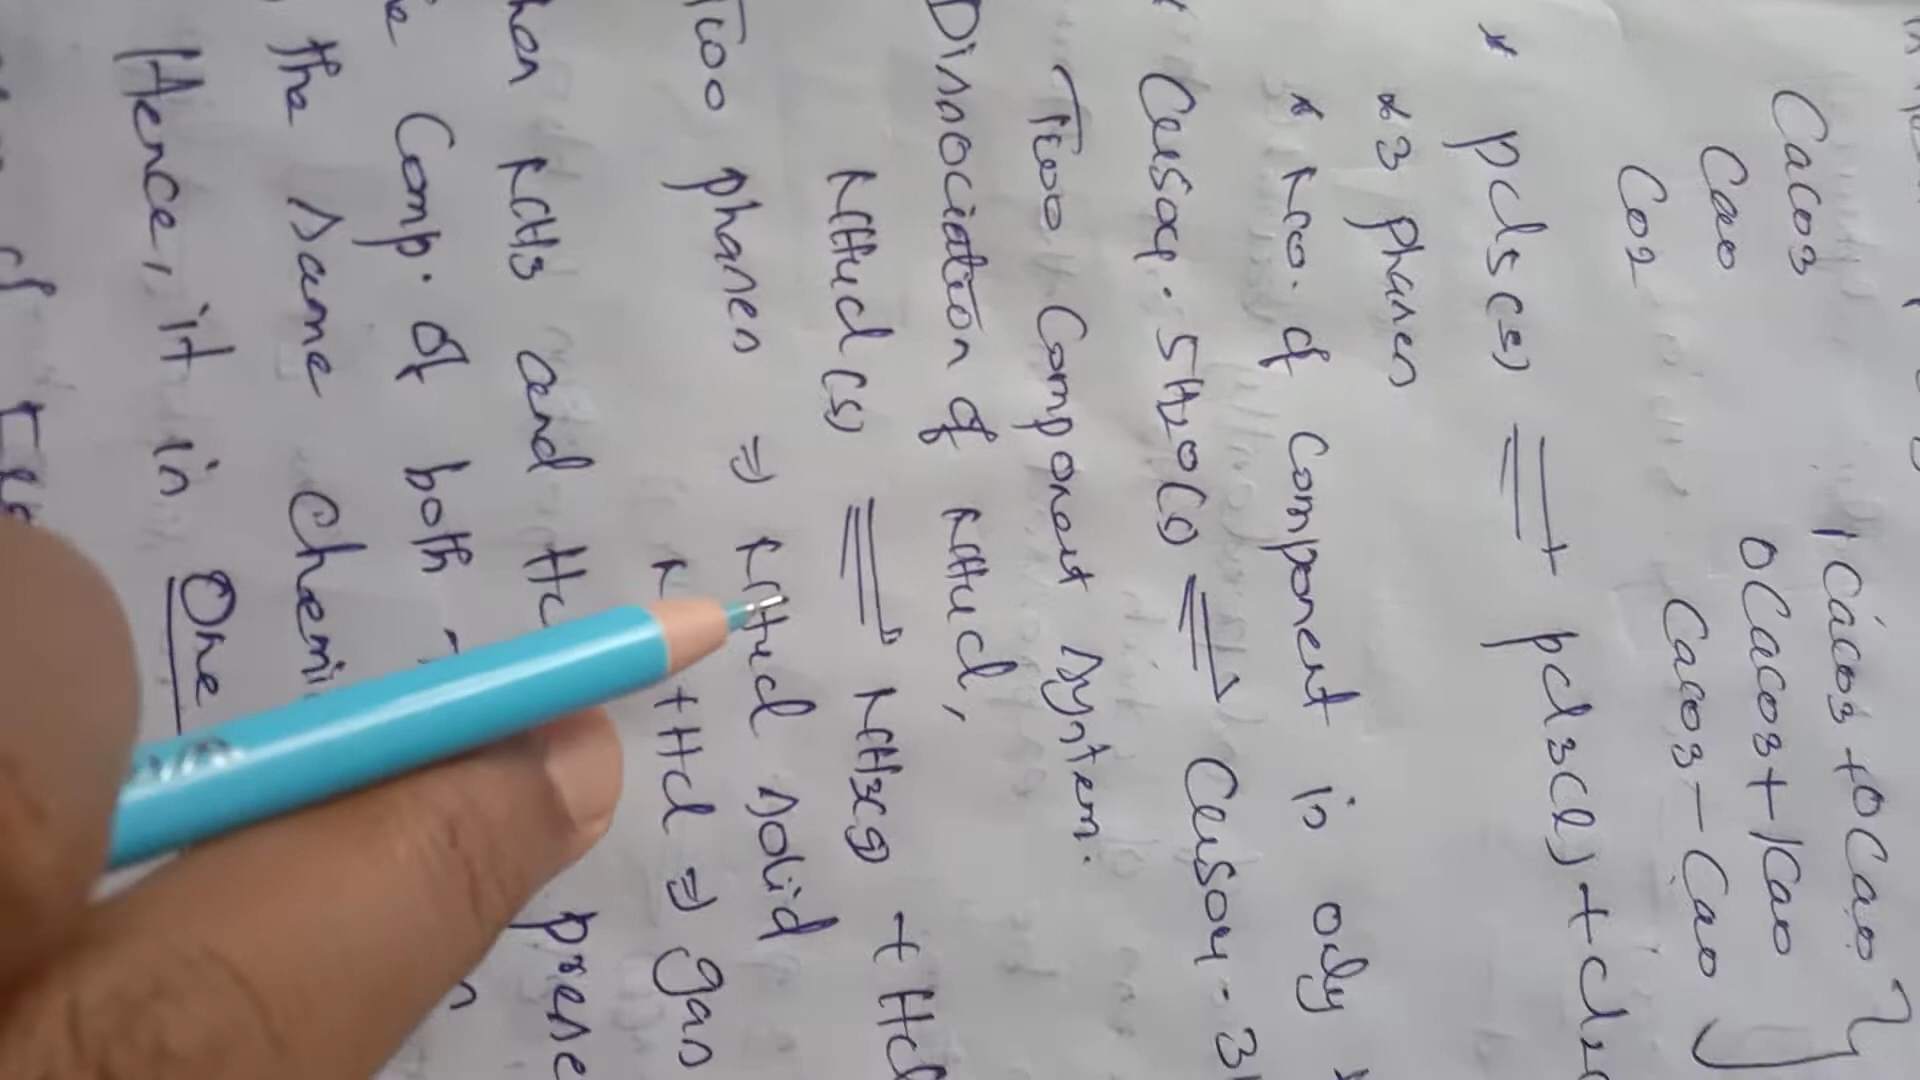 CaCO3 1CaCO3 + 0CaO
CaO 0CaCO3 + 1CaO
CO2 CaCO3 - CaO
* PCl5(s) ⇌ PCl3(l) + Cl2
* 3 phases
* No. of Component is only
* CuSO4. 5H2O(s) ⇌ CuSO4. 3
Two Component system.
Dissociation of NH4Cl,
NH4Cl(s) ⇌ NH3(g) + HCl
Two phases ⇒ NH4Cl solid
+ HCl ⇒ gas
NH3 and prese
Comp. of both
the same Chemi
Hence, it is One